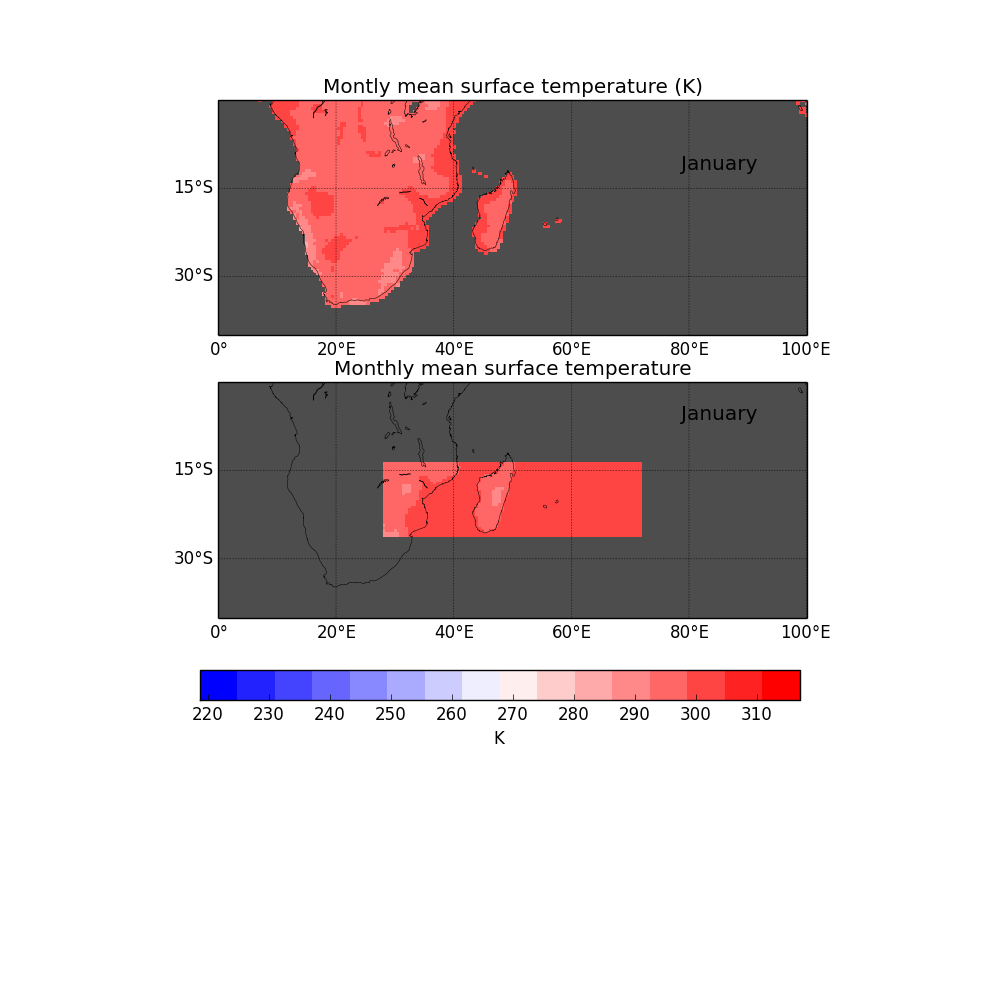 Montly mean surface temperature (K)
January
15°S
30°S
0° 20°E 40°E 60°E 80°E 100°E
Monthly mean surface temperature
January
15°S
30°S
0° 20°E 40°E 60°E 80°E 100°E
220 230 240 250 260 270 280 290 300 310
K